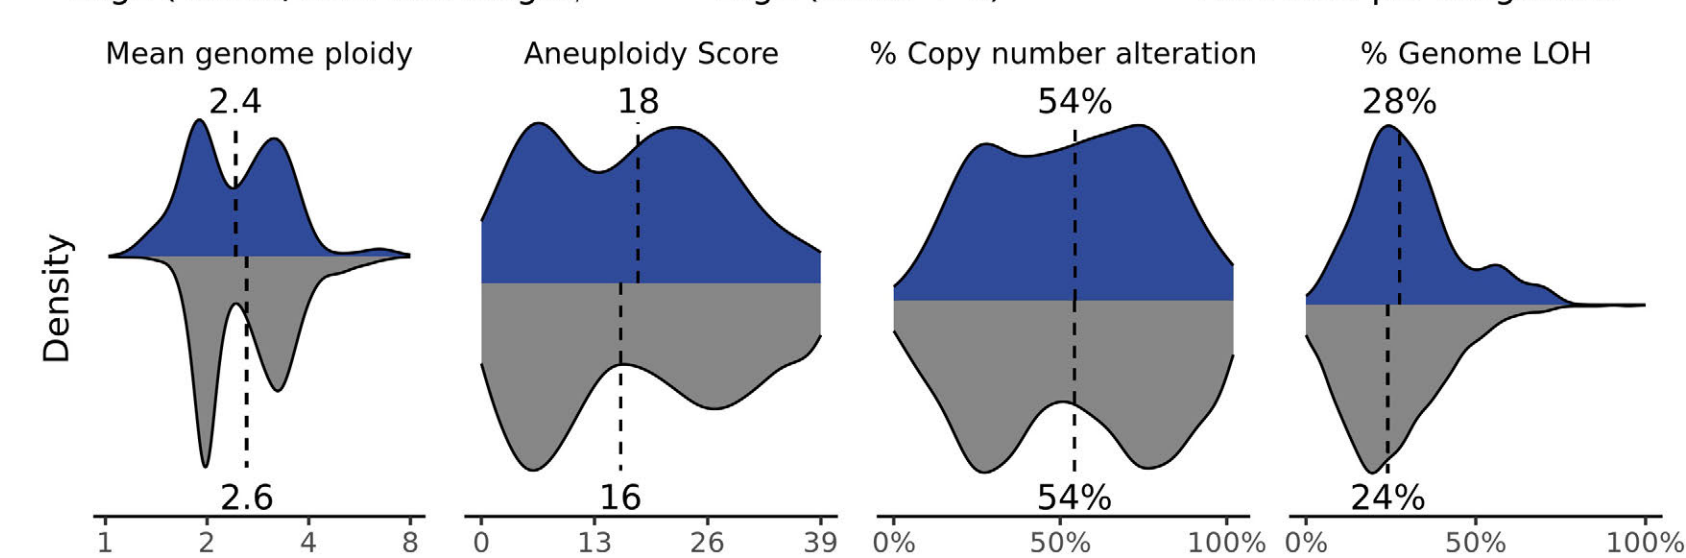 Mean genome ploidy Aneuploidy Score % Copy number alteration % Genome LOH
2.4 18 54% 28%
Density
2.6 16 54% 24%
1 2 4 8 0 13 26 39 0% 50% 100% 0% 50% 100%